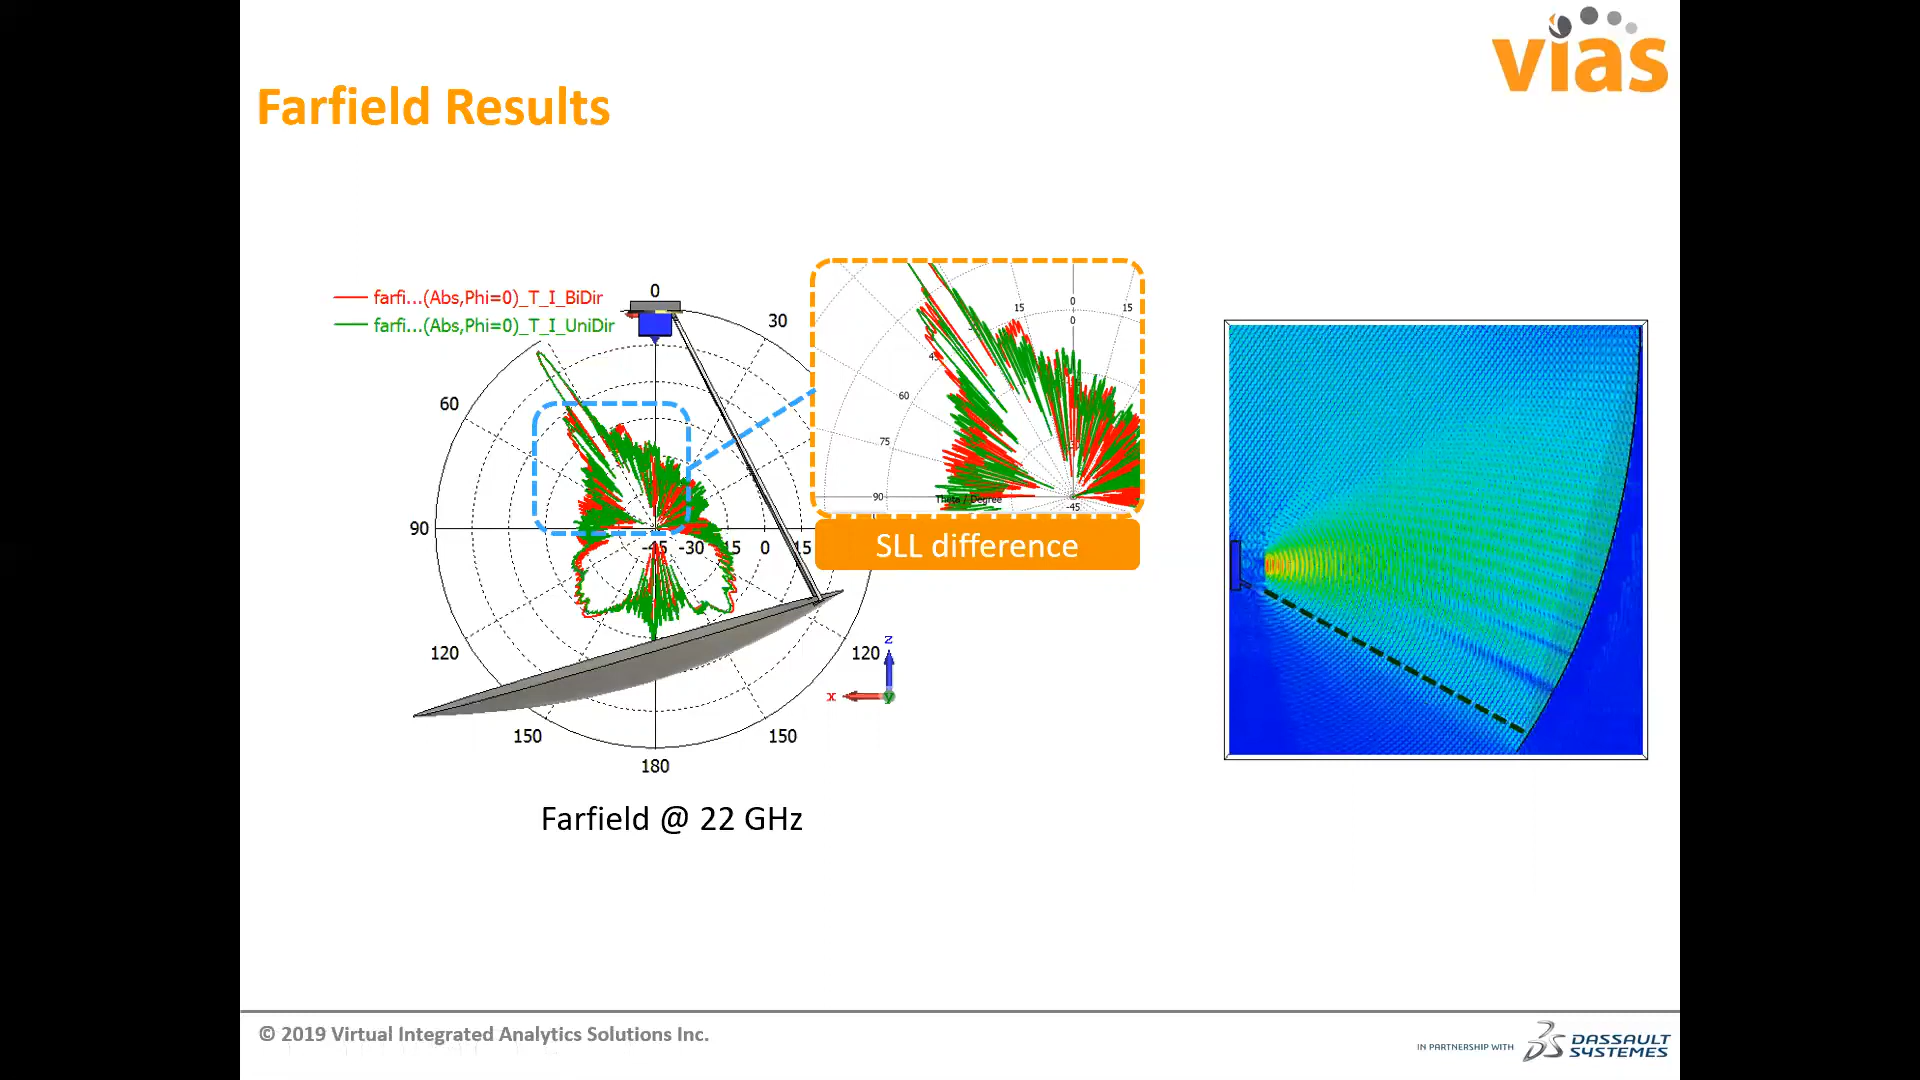 vias
Farfield Results
farfi...(Abs,Phi=0)_T_I_BiDir
farfi...(Abs,Phi=0)_T_I_UniDir
0
30
60
90
-45 -30 15 0 15
120
120
150
150
180
z
x
y
0
0
15
15
45
60
75
90
Theta / Degree
-45
SLL difference
Farfield @ 22 GHz
© 2019 Virtual Integrated Analytics Solutions Inc.
IN PARTNERSHIP WITH
DASSAULT
SYSTEMES